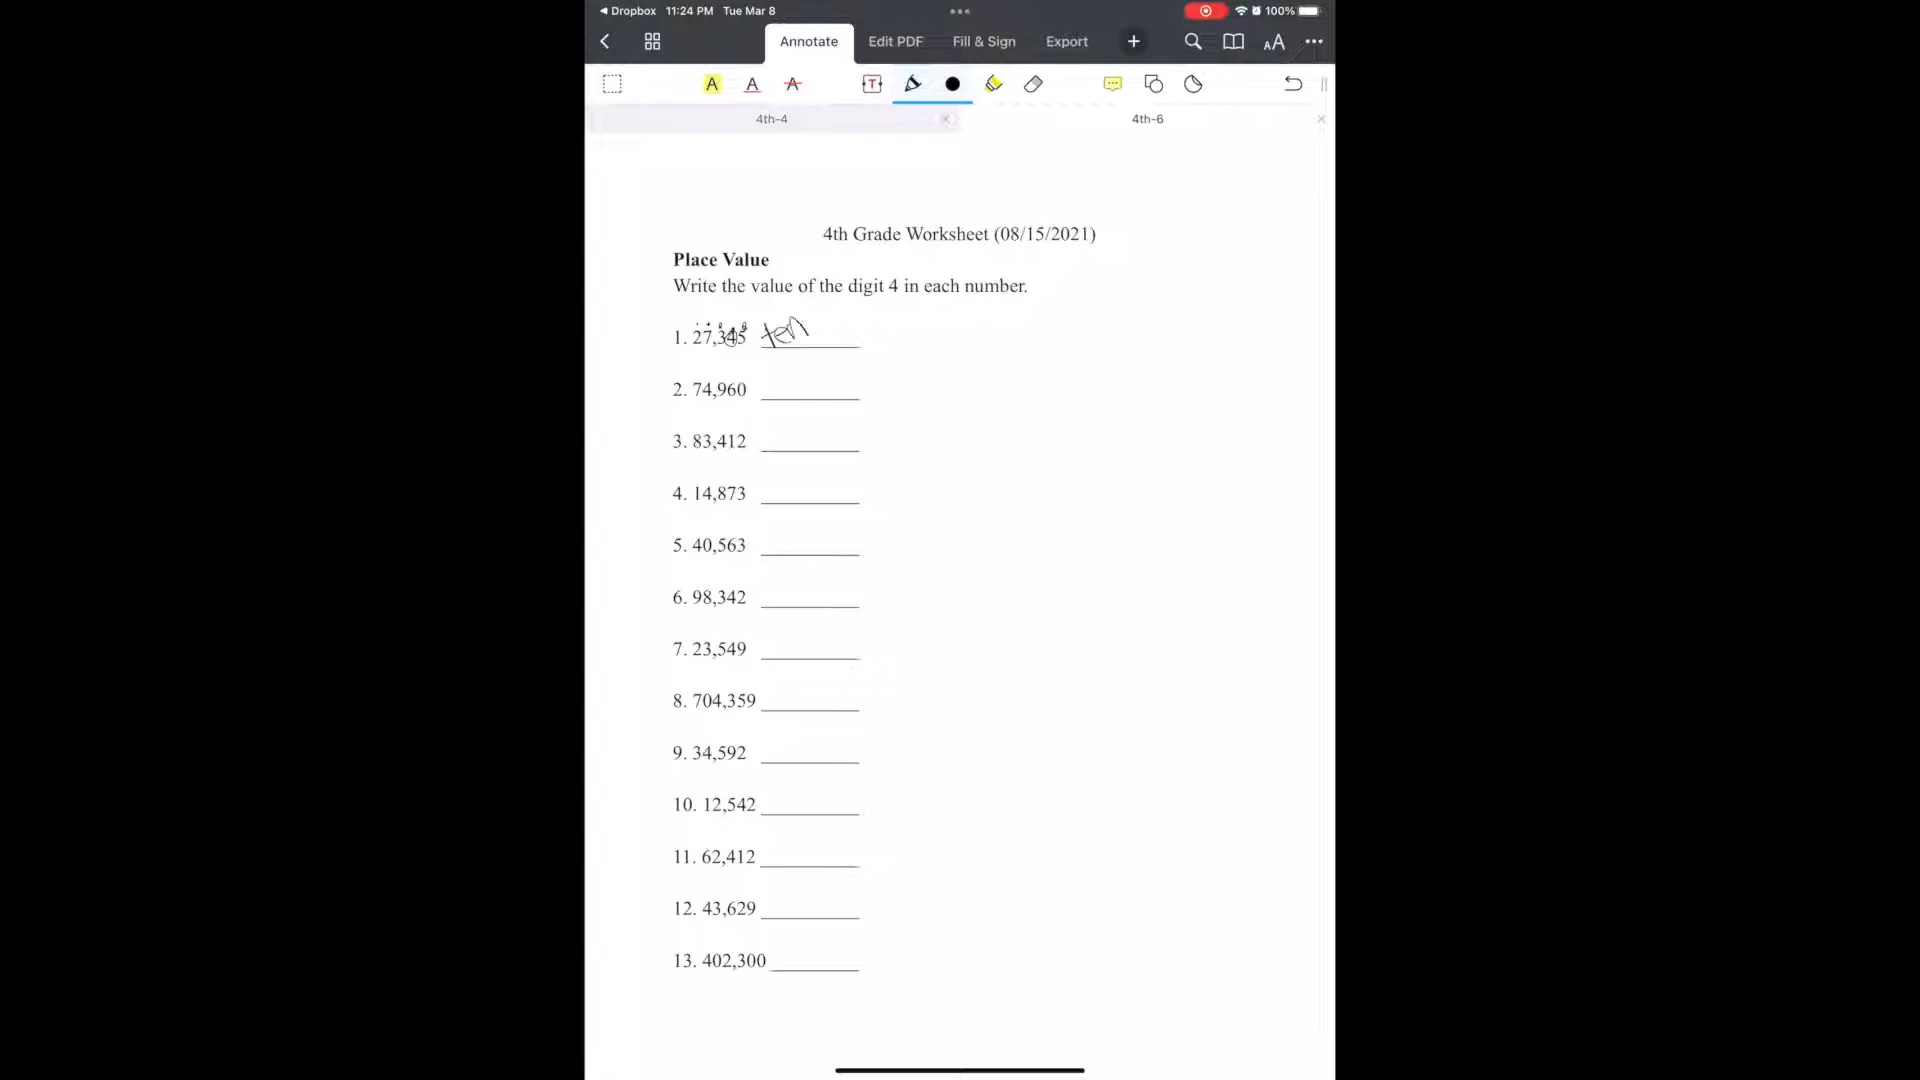 ◀ Dropbox 11:24 PM Tue Mar 8 100%
Annotate Edit PDF Fill & Sign Export
4th-4 4th-6
4th Grade Worksheet (08/15/2021)
Place Value
Write the value of the digit 4 in each number.
1. 27,345 ten
2. 74,960
3. 83,412
4. 14,873
5. 40,563
6. 98,342
7. 23,549
8. 704,359
9. 34,592
10. 12,542
11. 62,412
12. 43,629
13. 402,300